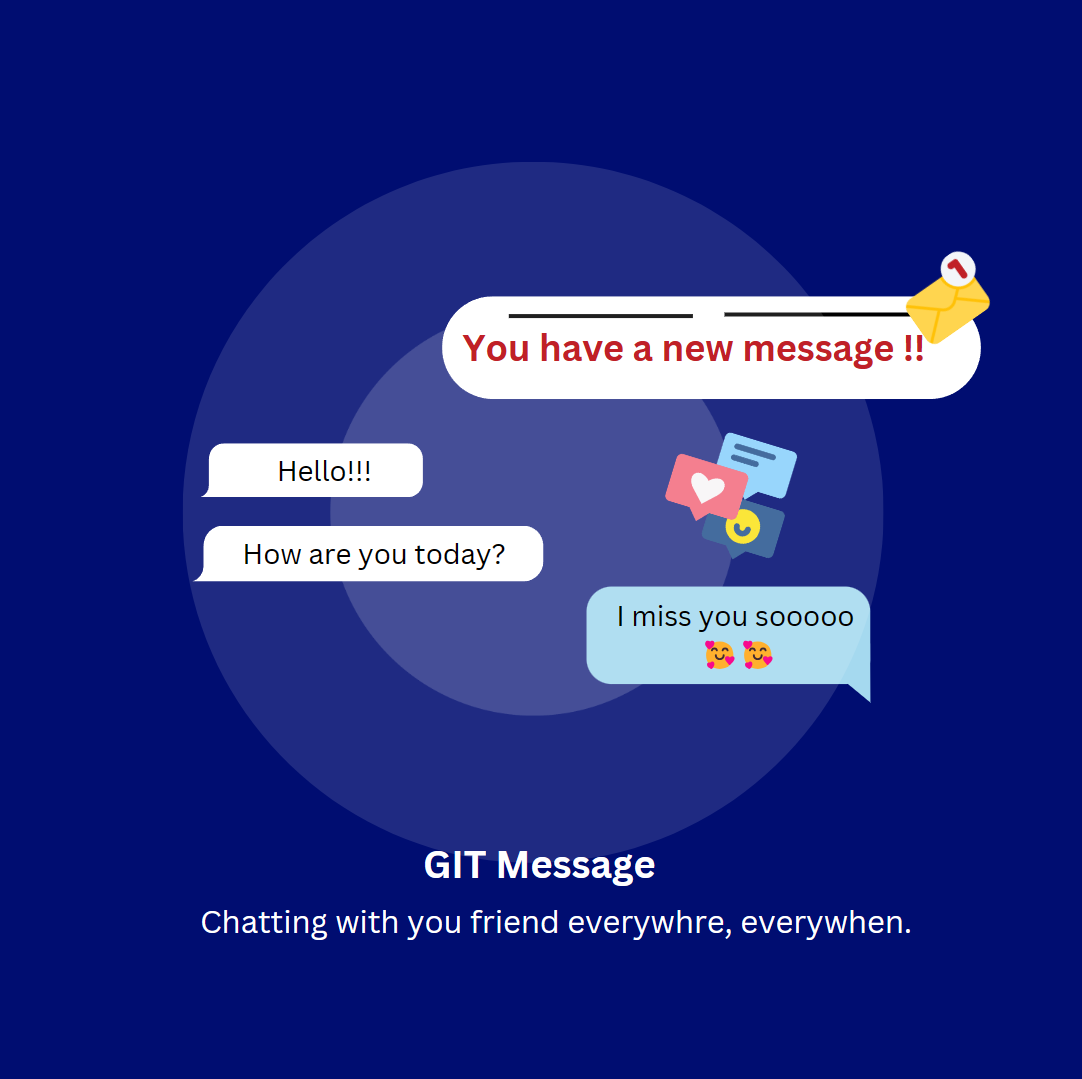 You have a new message !!
Hello!!!
How are you today?
I miss you sooooo
🥰 🥰
GIT Message
Chatting with you friend everywhre, everywhen.